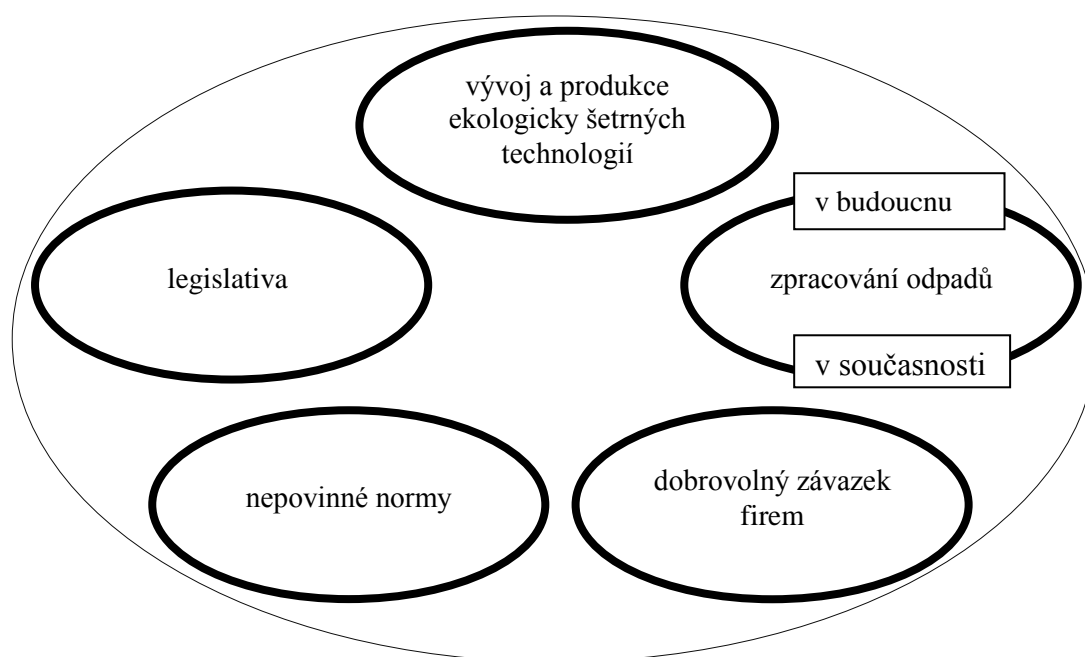 vývoj a produkce
ekologicky šetrných
technologií
v budoucnu
legislativa
zpracování odpadů
v současnosti
nepovinné normy
dobrovolný závazek
firem